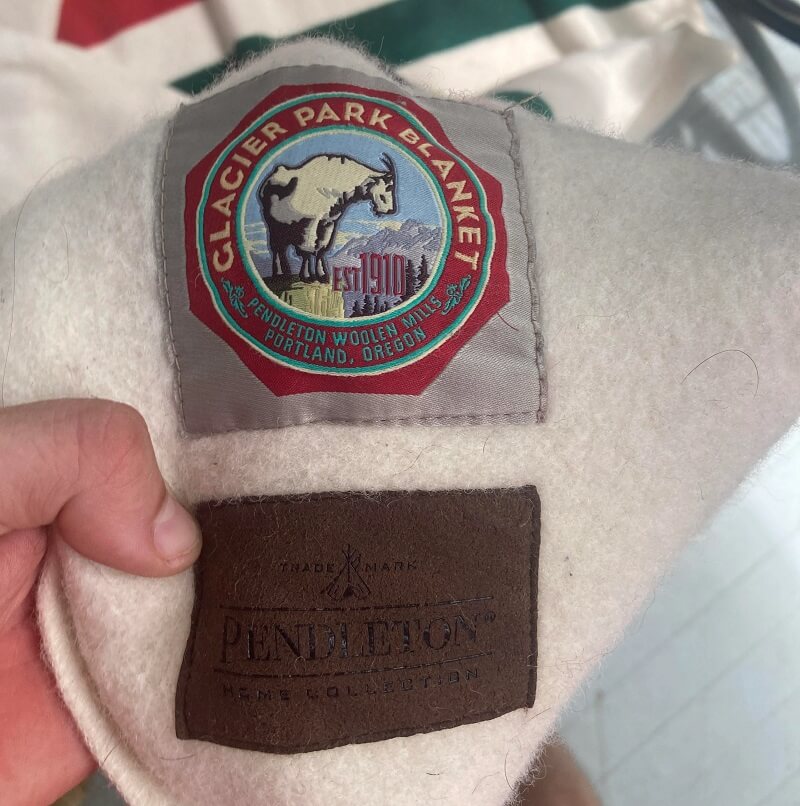 GLACIER PARK BLANKET
EST 1910
PENDLETON WOOLEN MILLS
PORTLAND, OREGON
TRADE MARK
PENDLETON®
HOME COLLECTION